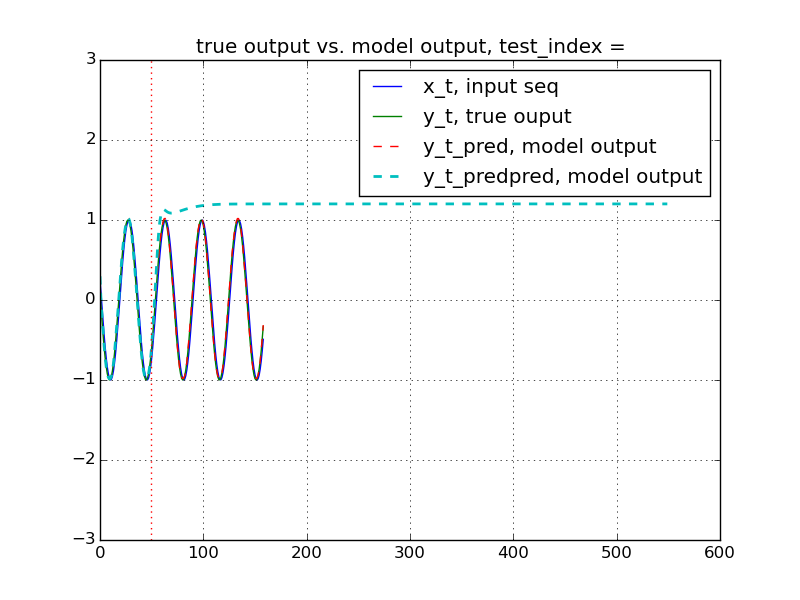 true output vs. model output, test_index =
x_t, input seq
y_t, true ouput
y_t_pred, model output
y_t_predpred, model output
3
2
1
0
−1
−2
−3
0 100 200 300 400 500 600